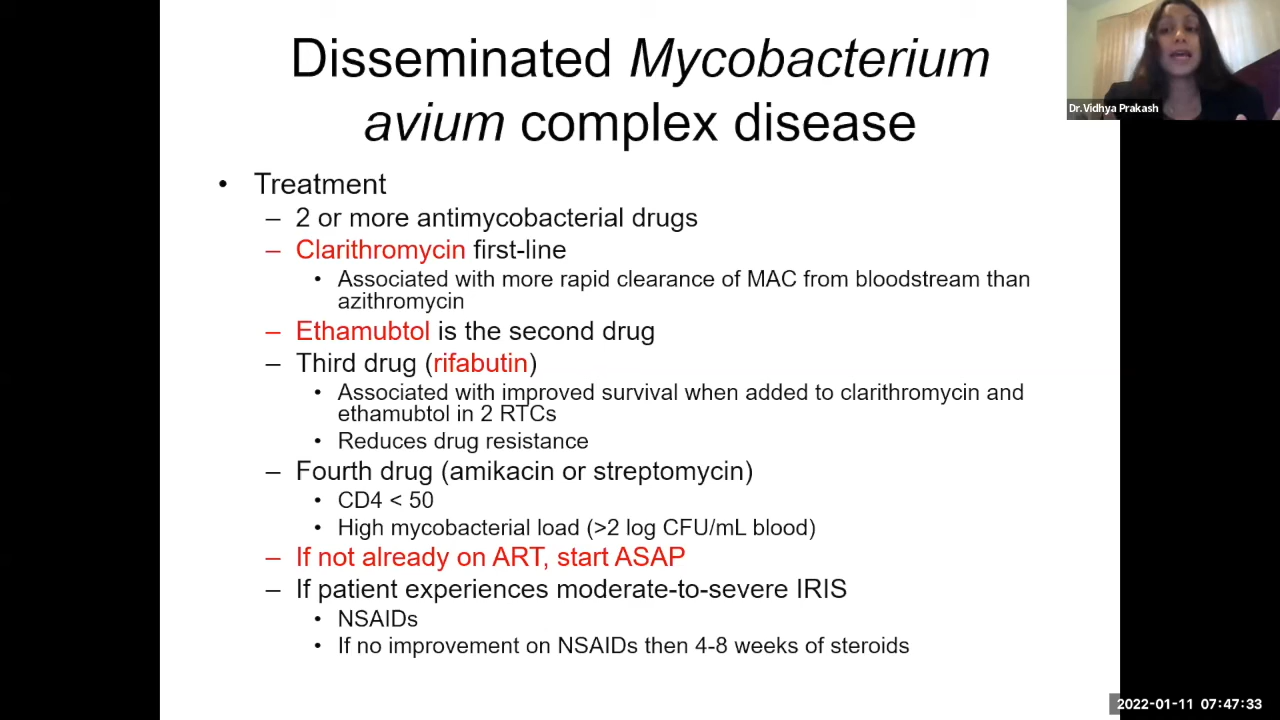 Disseminated Mycobacterium
avium complex disease
Dr.Vidhya Prakash
• Treatment
– 2 or more antimycobacterial drugs
– Clarithromycin first-line
• Associated with more rapid clearance of MAC from bloodstream than
azithromycin
– Ethamubtol is the second drug
– Third drug (rifabutin)
• Associated with improved survival when added to clarithromycin and
ethamubtol in 2 RTCs
• Reduces drug resistance
– Fourth drug (amikacin or streptomycin)
• CD4 < 50
• High mycobacterial load (>2 log CFU/mL blood)
– If not already on ART, start ASAP
– If patient experiences moderate-to-severe IRIS
• NSAIDs
• If no improvement on NSAIDs then 4-8 weeks of steroids
2022-01-11 07:47:33